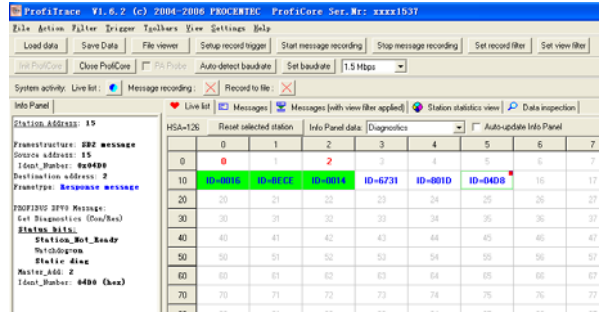 ProfiTrace V1.6.2 (c) 2004-2006 PROCENTEC ProfiCore Ser.Nr: xxxx1537
File Action Filter Trigger Toolbars View Settings Help
Load data Save Data File viewer Setup record trigger Start message recording Stop message recording Set record filter Set view filter
Init ProfiCore Close ProfiCore PA Probe Auto-detect baudrate Set baudrate 1.5 Mbps
System activity: Live list: Message recording: Record to file:
Info Panel Live list Messages Messages (with view filter applied) Station statistics view Data inspection
Station Address: 15
HSA=126 Reset selected station Info Panel data: Diagnostics Auto-update Info Panel
Framestructure: SD2 message
Source address: 15
Ident_Number: 0x04D8
Destination address: 2
Frametype: Response message
PROFIBUS DPV0 Message:
Get Diagnostics (Con/Res)
Status bits:
Station_Not_Ready
Watchdog=on
Static diag
Master_Add: 2
Ident_Number: 04D8 (hex)
0 1 2 3 4 5 6 7
0 0 1 2 3 4 5 6 7
10 ID=0016 ID=BECE ID=0014 ID=6731 ID=801D ID=04D8 16 17
20 20 21 22 23 24 25 26 27
30 30 31 32 33 34 35 36 37
40 40 41 42 43 44 45 46 47
50 50 51 52 53 54 55 56 57
60 60 61 62 63 64 65 66 67
70 70 71 72 73 74 75 76 77